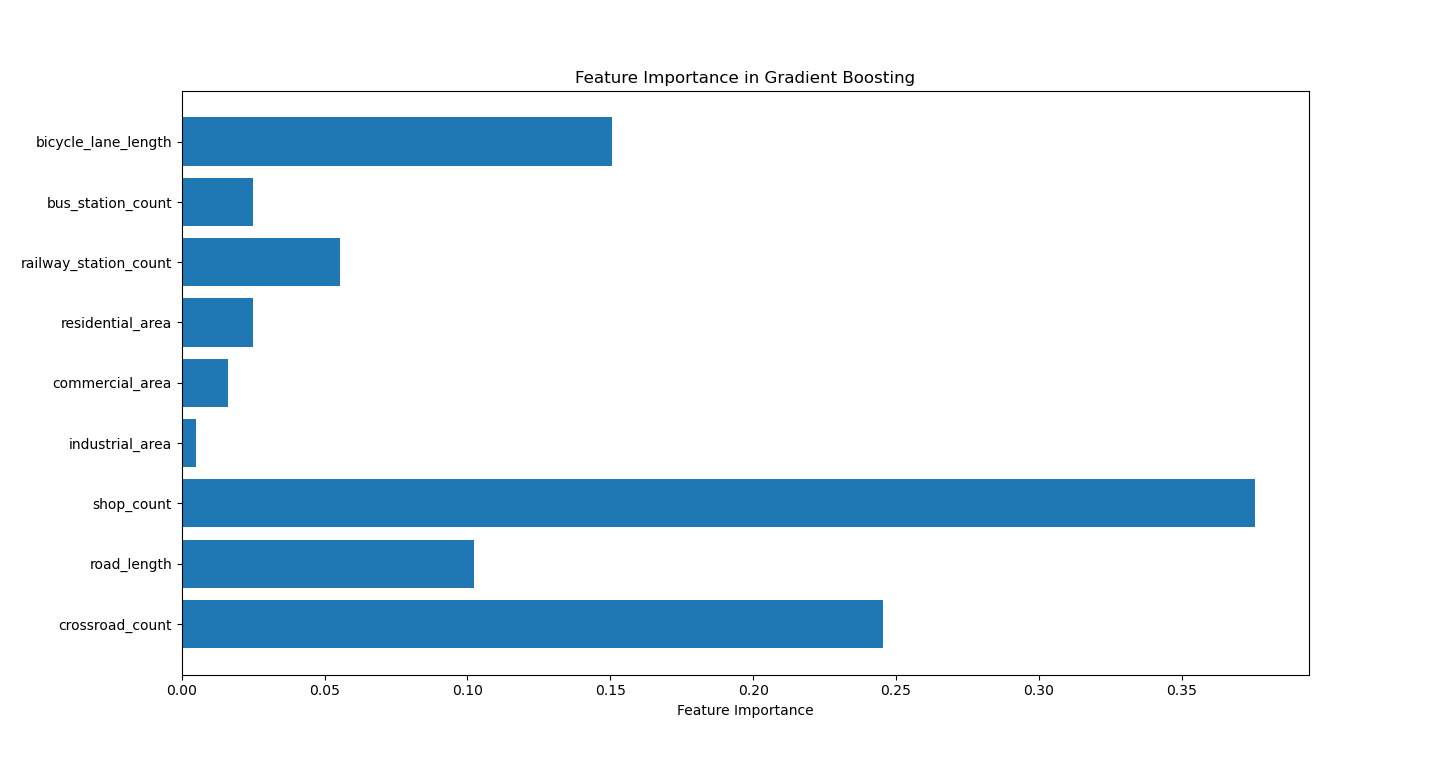 Feature Importance in Gradient Boosting
bicycle_lane_length
bus_station_count
railway_station_count
residential_area
commercial_area
industrial_area
shop_count
road_length
crossroad_count
0.00 0.05 0.10 0.15 0.20 0.25 0.30 0.35
Feature Importance